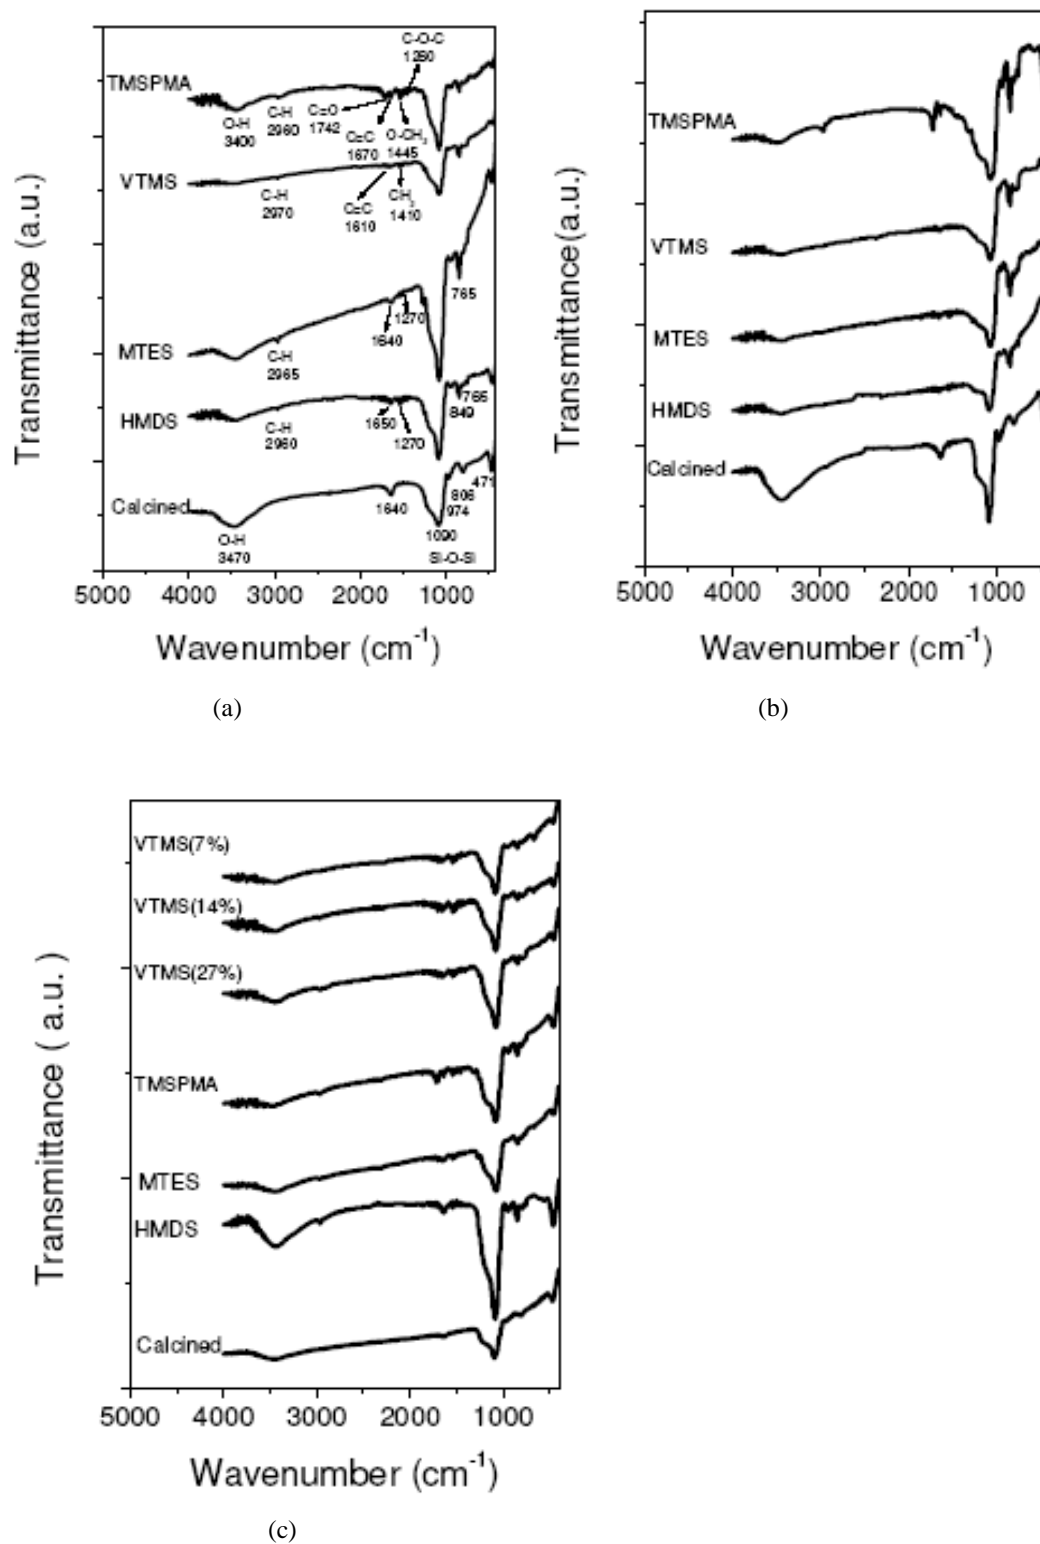 Transmittance (a.u.)
TMSPMA
C-O-C
1260
O-H
3400
C-H
2960
C=O
1742
C=C
1670
O-CH3
1445
VTMS
C-H
2970
C=C
1610
CH3
1410
MTES
C-H
2965
1640
1270
765
HMDS
C-H
2960
1650
1270
765
849
Calcined
O-H
3470
1640
1090
Si-O-Si
806
974
471
5000 4000 3000 2000 1000
Wavenumber (cm-1)
(a)
Transmittance(a.u.)
TMSPMA
VTMS
MTES
HMDS
Calcined
5000 4000 3000 2000 1000
Wavenumber (cm-1)
(b)
Transmittance ( a.u. )
VTMS(7%)
VTMS(14%)
VTMS(27%)
TMSPMA
MTES
HMDS
Calcined
5000 4000 3000 2000 1000
Wavenumber (cm-1)
(c)